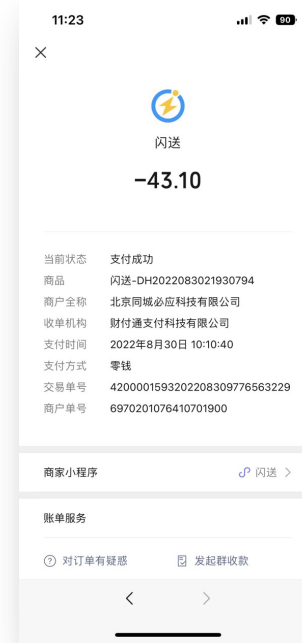 11:23
90
闪送
-43.10
当前状态 支付成功
商品 闪送-DH2022083021930794
商户全称 北京同城必应科技有限公司
收单机构 财付通支付科技有限公司
支付时间 2022年8月30日 10:10:40
支付方式 零钱
交易单号 4200001593202208309776563229
商户单号 6970201076410701900
商家小程序 闪送
账单服务
对订单有疑惑 发起群收款